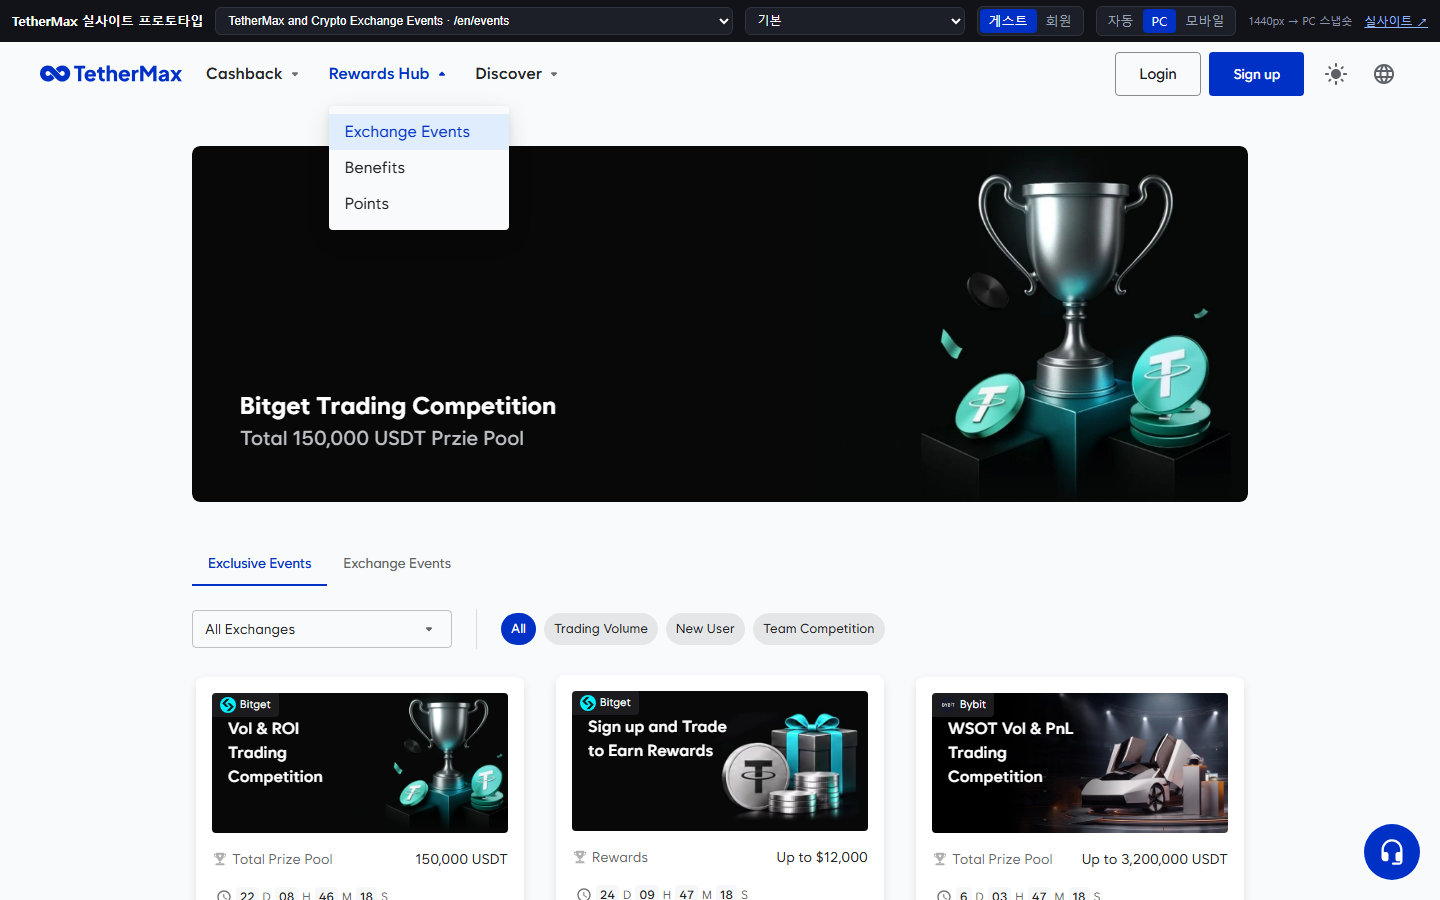 TetherMax 실사이트 프로토타입
TetherMax and Crypto Exchange Events · /en/events
기본
게스트 회원
자동 PC 모바일
1440px → PC 스냅숏
실사이트 ↗
TetherMax
Cashback
Rewards Hub
Discover
Login
Sign up
Exchange Events
Benefits
Points
Bitget Trading Competition
Total 150,000 USDT Przie Pool
Exclusive Events
Exchange Events
All Exchanges
All
Trading Volume
New User
Team Competition
Bitget
Vol & ROI
Trading
Competition
Total Prize Pool 150,000 USDT
22 D 08 H 46 M 18 S
Bitget
Sign up and Trade
to Earn Rewards
Rewards Up to $12,000
24 D 09 H 47 M 18 S
BYBIT Bybit
WSOT Vol & PnL
Trading
Competition
Total Prize Pool Up to 3,200,000 USDT
6 D 03 H 47 M 18 S